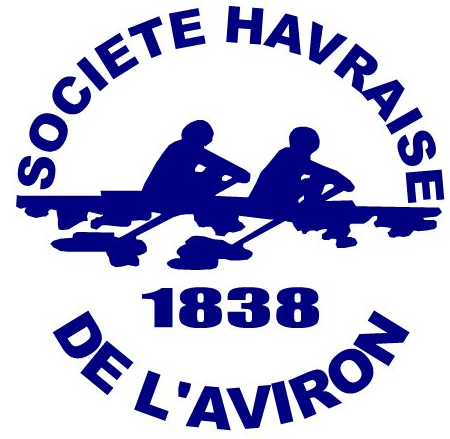 SOCIETE HAVRAISE
1838
DE L'AVIRON